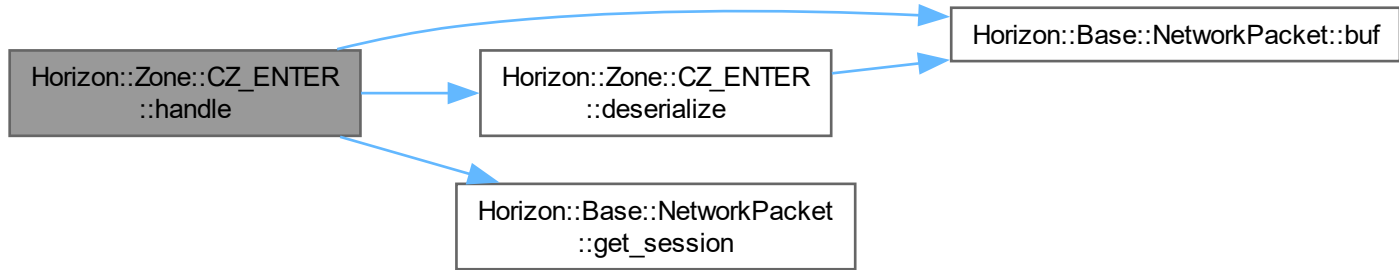 Horizon::Zone::CZ_ENTER
::handle
Horizon::Zone::CZ_ENTER
::deserialize
Horizon::Base::NetworkPacket::buf
Horizon::Base::NetworkPacket
::get_session